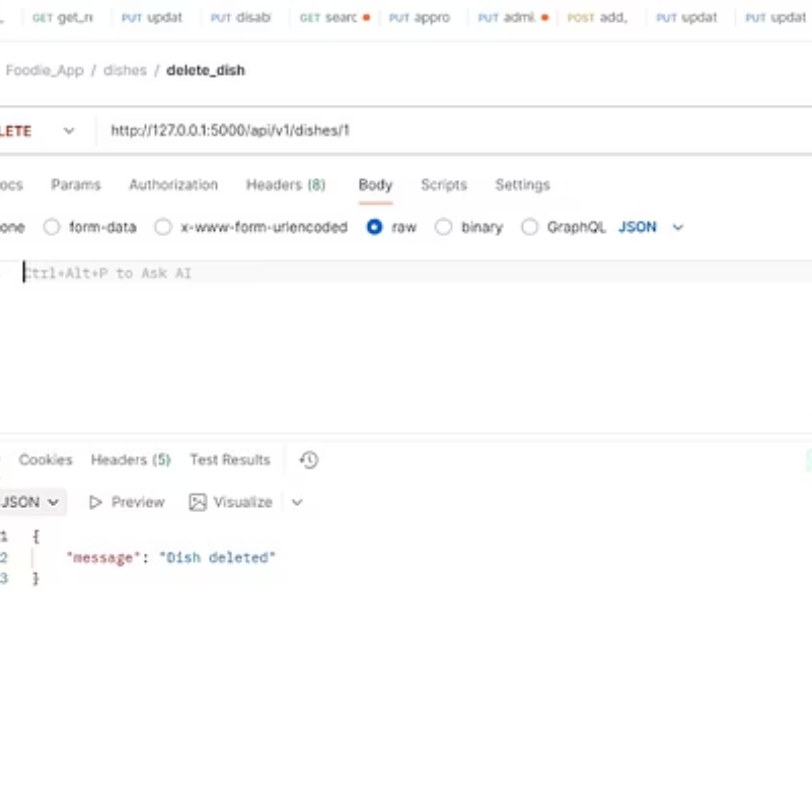 GET get_n PUT updat PUT disab GET searc PUT appro PUT admi. POST add, PUT updat PUT updat
Foodie_App / dishes / delete_dish
LETE http://127.0.0.1:5000/api/v1/dishes/1
ocs Params Authorization Headers (8) Body Scripts Settings
one form-data x-www-form-urlencoded raw binary GraphQL JSON
Ctrl+Alt+P to Ask AI
Cookies Headers (5) Test Results
JSON Preview Visualize
1 {
2 "message": "Dish deleted"
3 }